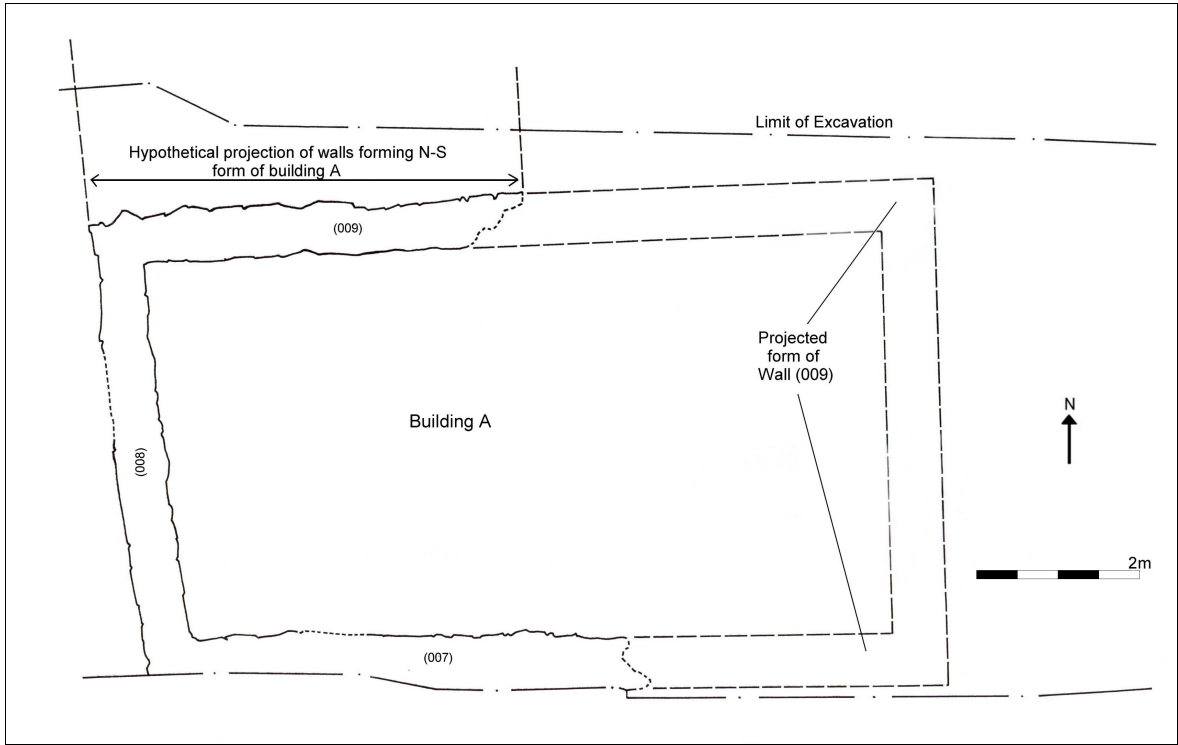 Limit of Excavation
Hypothetical projection of walls forming N-S
form of building A
(009)
Projected
form of
Wall (009)
N
Building A
(008)
2m
(007)